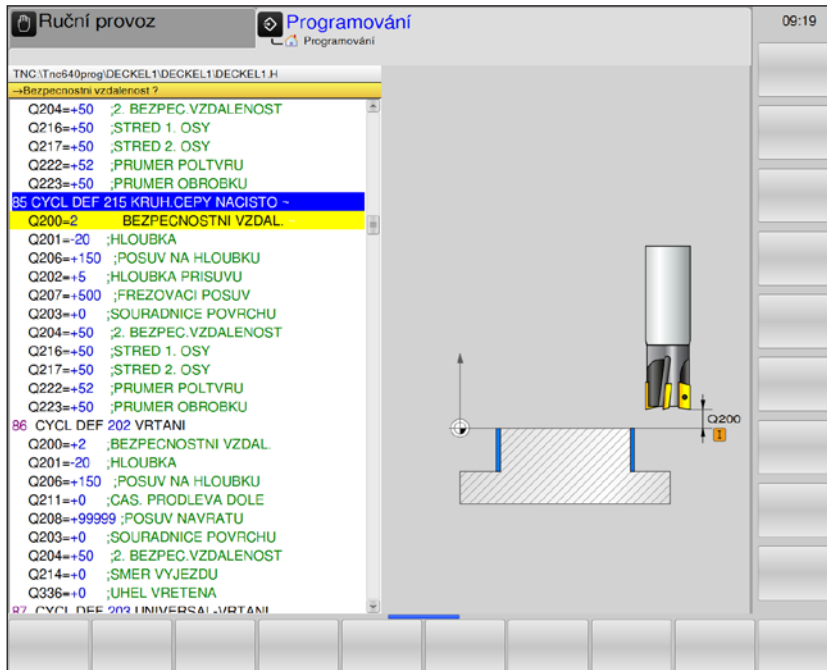 Ruční provoz
Programování
Programování
09:19
TNC:\Tnc640prog\DECKEL1\DECKEL1\DECKEL1.H
→Bezpecnostni vzdalenost ?
Q204=+50 ;2. BEZPEC.VZDALENOST
Q216=+50 ;STRED 1. OSY
Q217=+50 ;STRED 2. OSY
Q222=+52 ;PRUMER POLTVRU
Q223=+50 ;PRUMER OBROBKU
85 CYCL DEF 215 KRUH.CEPY NACISTO ~
Q200=2 BEZPECNOSTNI VZDAL. ~
Q201=-20 ;HLOUBKA
Q206=+150 ;POSUV NA HLOUBKU
Q202=+5 ;HLOUBKA PRISUVU
Q207=+500 ;FREZOVACI POSUV
Q203=+0 ;SOURADNICE POVRCHU
Q204=+50 ;2. BEZPEC.VZDALENOST
Q216=+50 ;STRED 1. OSY
Q217=+50 ;STRED 2. OSY
Q222=+52 ;PRUMER POLTVRU
Q223=+50 ;PRUMER OBROBKU
86 CYCL DEF 202 VRTANI
Q200=+2 ;BEZPECNOSTNI VZDAL.
Q201=-20 ;HLOUBKA
Q206=+150 ;POSUV NA HLOUBKU
Q211=+0 ;CAS. PRODLEVA DOLE
Q208=+99999 ;POSUV NAVRATU
Q203=+0 ;SOURADNICE POVRCHU
Q204=+50 ;2. BEZPEC.VZDALENOST
Q214=+0 ;SMER VYJEZDU
Q336=+0 ;UHEL VRETENA
87 CYCL DEF 203 UNIVERSAL-VRTANI
Q200
I